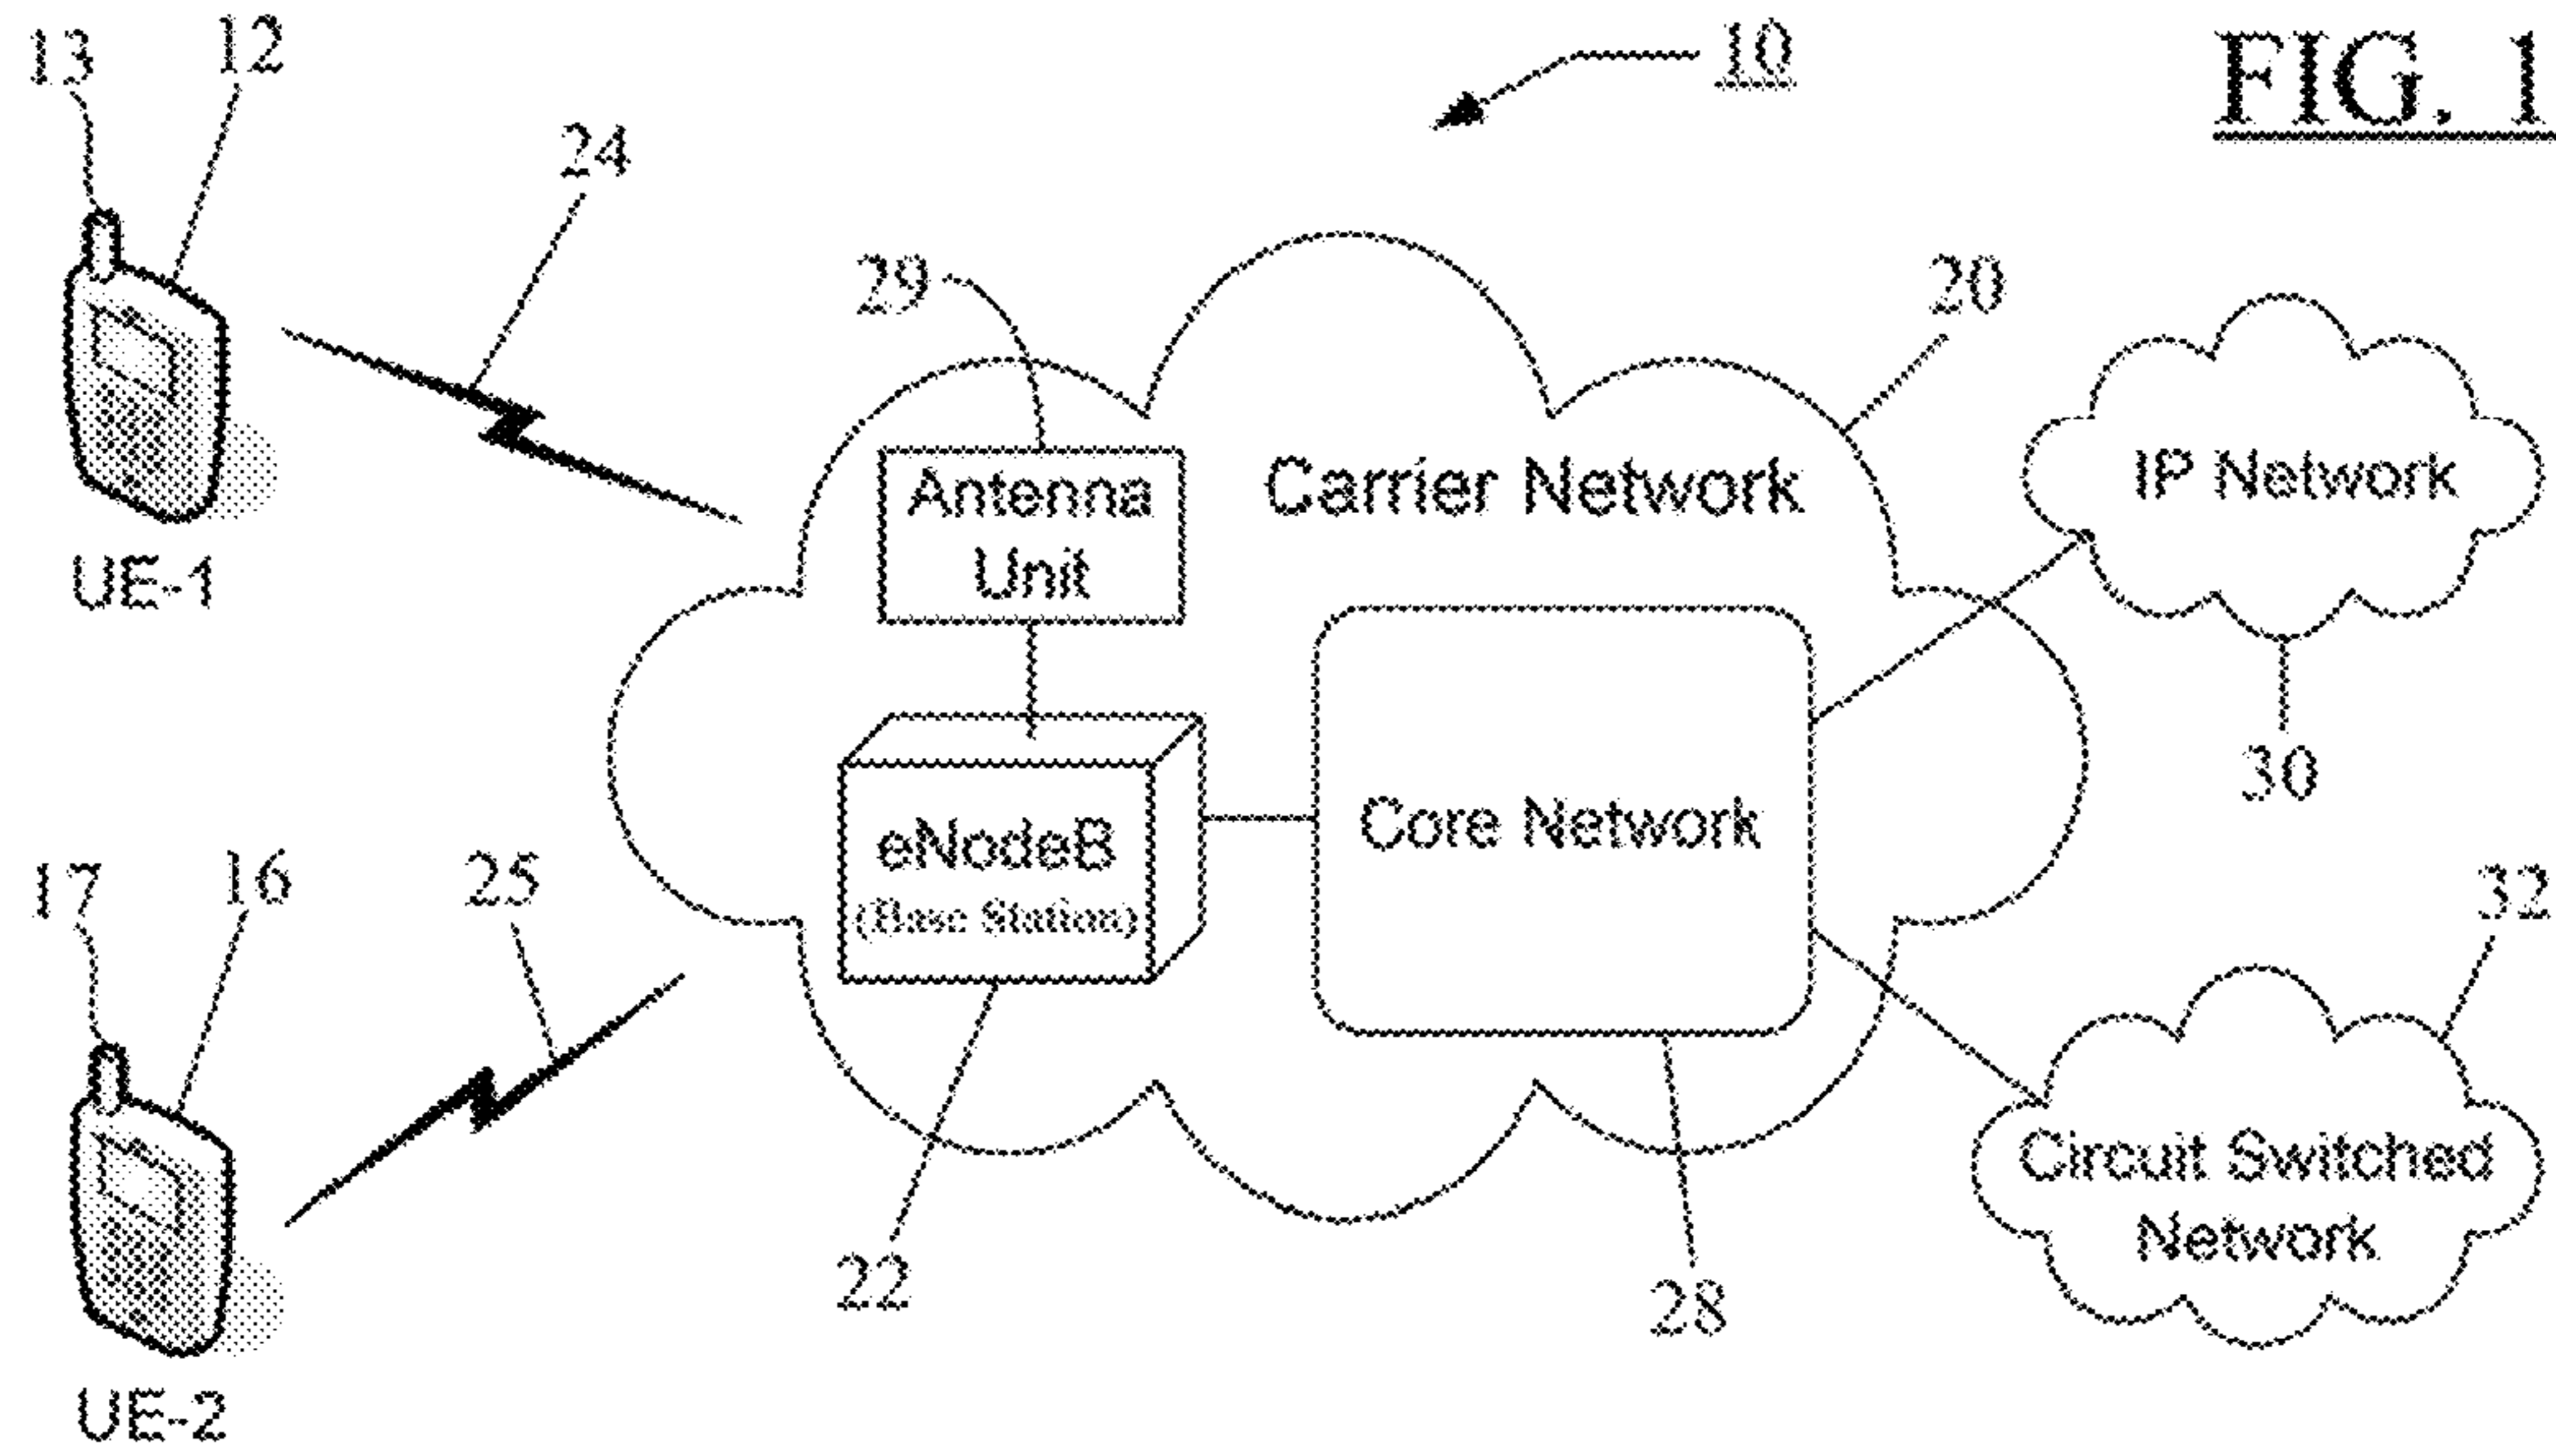 FIG. 1
10
13
12
24
29
20
UE-1
Antenna
Unit
Carrier Network
IP Network
30
eNodeB
(Base Station)
Core Network
17
16
25
32
22
28
Circuit Switched
Network
UE-2